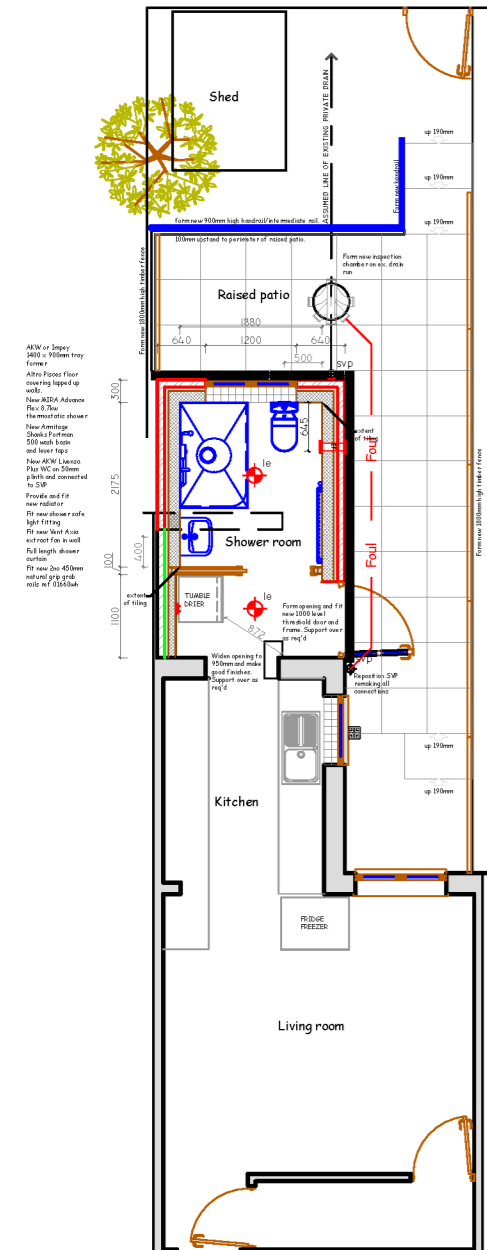 Shed
ASSUMED LINE OF EXISTING PRIVATE DRAIN
up 190mm
up 190mm
up 190mm
Form new handrail
form new 900mm high handrail/intermediate rail.
100mm upstand to perimeter of raised patio.
Form new 1800mm high timber fence
Form new inspection
chamber on ex. drain
run
Raised patio
1880
640
1200
640
500
svp
AKW or Impey
1400 x 900mm tray
former
Altro Pisces floor
covering lapped up
walls.
New MIRA Advance
Flex 8.7kw
thermostatic shower
New Armitage
Shanks Portman
500 wash basin
and lever taps
New AKW Livenza
Plus WC on 50mm
plinth and connected
to SVP
Provide and fit
new radiator
Fit new shower safe
light fitting
Fit new Vent Axia
extract fan in wall
Full length shower
curtain
Fit new 2no 450mm
natural grip grab
rails ref 01660wh
300
2175
100
1100
400
645
extent
of tiling
le
Foul
Foul
Form new 1800mm high timber fence
Shower room
extent
of tiling
TUMBLE
DRIER
le
872
Form opening and fit
new 1000 level
threshold door and
frame. Support over
as req'd
Widen opening to
950mm and make
good finishes.
Support over as
req'd
svp
Reposition SVP
remaking all
connections
up 190mm
up 190mm
Kitchen
FRIDGE
FREEZER
Living room